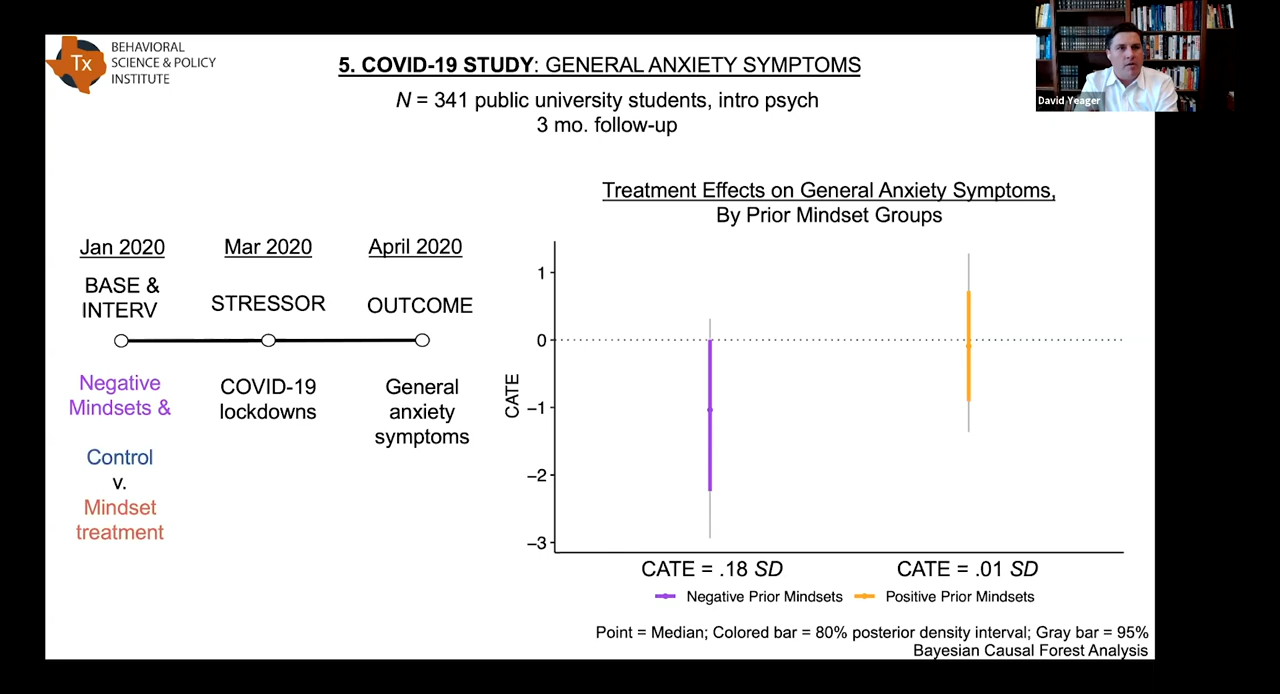 Tx
BEHAVIORAL
SCIENCE & POLICY
INSTITUTE
5. COVID-19 STUDY: GENERAL ANXIETY SYMPTOMS
N = 341 public university students, intro psych
3 mo. follow-up
David Yeager
Jan 2020
Mar 2020
April 2020
BASE &
INTERV
STRESSOR
OUTCOME
Negative
Mindsets &
COVID-19
lockdowns
General
anxiety
symptoms
Control
v.
Mindset
treatment
Treatment Effects on General Anxiety Symptoms,
By Prior Mindset Groups
CATE
1
0
−1
−2
−3
CATE = .18 SD
CATE = .01 SD
Negative Prior Mindsets
Positive Prior Mindsets
Point = Median; Colored bar = 80% posterior density interval; Gray bar = 95%
Bayesian Causal Forest Analysis